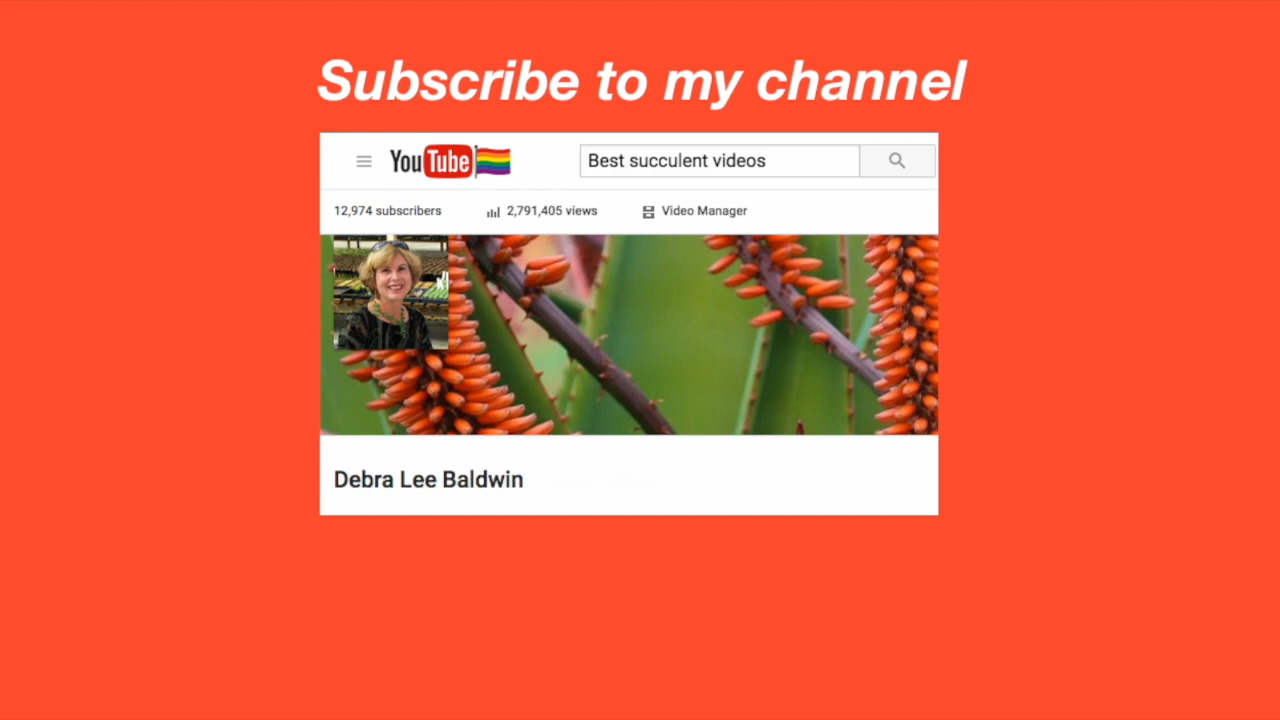 Subscribe to my channel
YouTube
Best succulent videos
12,974 subscribers
2,791,405 views
Video Manager
Debra Lee Baldwin